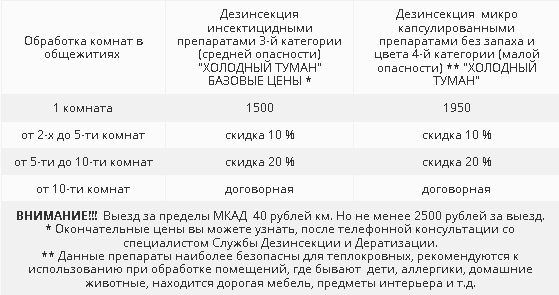 Обработка комнат в
общежитиях
Дезинсекция
инсектицидными
препаратами 3-й категории
(средней опасности)
"ХОЛОДНЫЙ ТУМАН"
БАЗОВЫЕ ЦЕНЫ *
Дезинсекция микро
капсулированными
препаратами без запаха и
цвета 4-й категории (малой
опасности) ** "ХОЛОДНЫЙ
ТУМАН"
1 комната 1500 1950
от 2-х до 5-ти комнат скидка 10 % скидка 10 %
от 5-ти до 10-ти комнат скидка 20 % скидка 20 %
от 10-ти комнат договорная договорная
ВНИМАНИЕ!!! Выезд за пределы МКАД 40 рублей км. Но не менее 2500 рублей за выезд.
* Окончательные цены вы можете узнать, после телефонной консультации со
специалистом Службы Дезинсекции и Дератизации.
** Данные препараты наиболее безопасны для теплокровных, рекомендуются к
использованию при обработке помещений, где бывают дети, аллергики, домашние
животные, находится дорогая мебель, предметы интерьера и т.д.